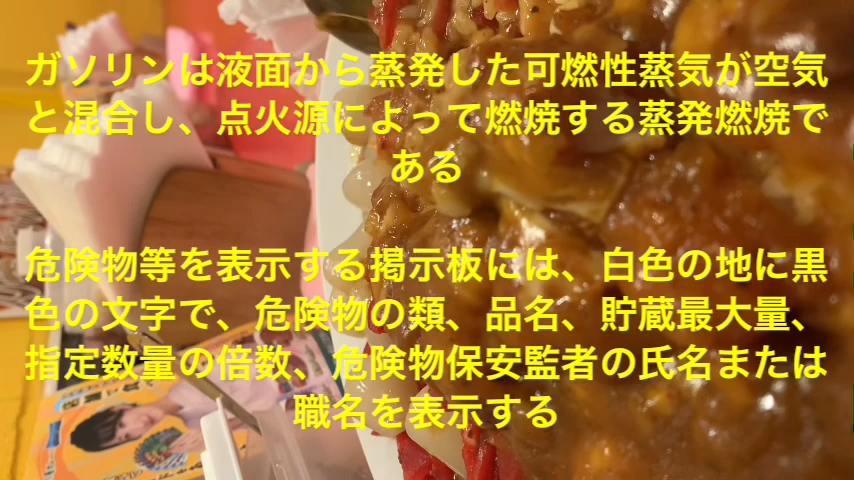 ガソリンは液面から蒸発した可燃性蒸気が空気
と混合し、点火源によって燃焼する蒸発燃焼で
ある
危険物等を表示する掲示板には、白色の地に黒
色の文字で、危険物の類、品名、貯蔵最大量、
指定数量の倍数、危険物保安監者の氏名または
職名を表示する